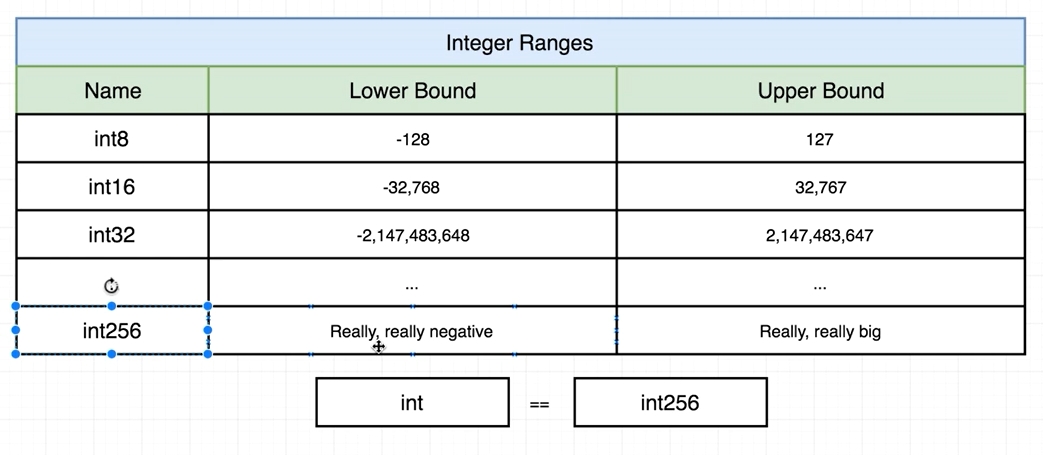 Integer Ranges
Name Lower Bound Upper Bound
int8 -128 127
int16 -32,768 32,767
int32 -2,147,483,648 2,147,483,647
... ...
int256 Really, really negative Really, really big
int == int256